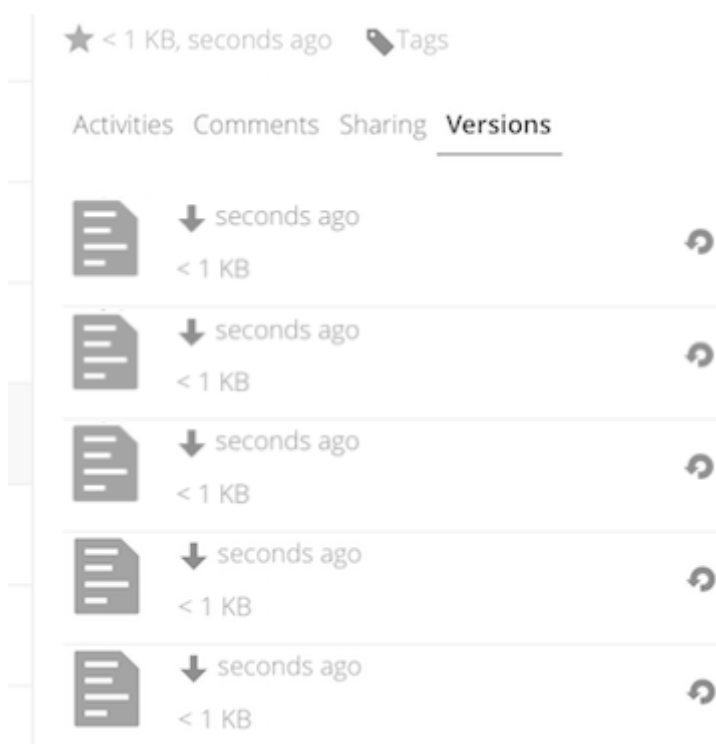 < 1 KB, seconds ago Tags
Activities Comments Sharing Versions
seconds ago
< 1 KB
seconds ago
< 1 KB
seconds ago
< 1 KB
seconds ago
< 1 KB
seconds ago
< 1 KB